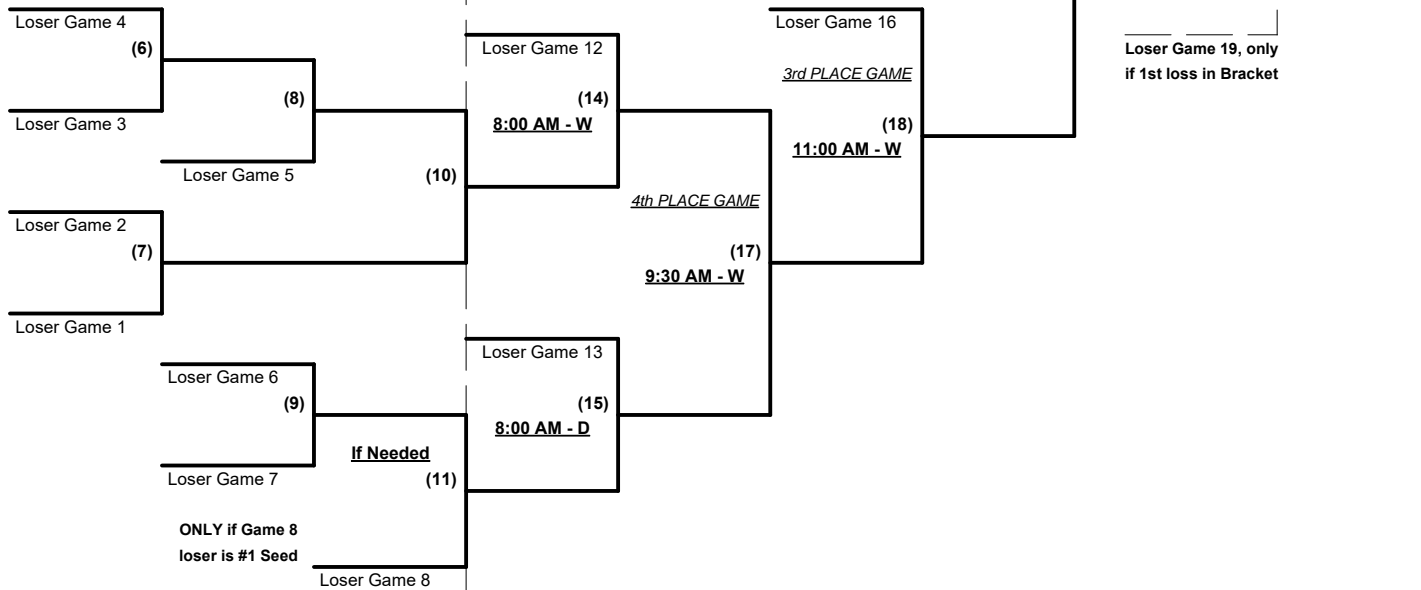 Loser Game 4
(6)
Loser Game 3
(8)
Loser Game 5
Loser Game 2
(7)
Loser Game 1
(10)
Loser Game 6
(9)
Loser Game 7
If Needed
(11)
ONLY if Game 8
loser is #1 Seed
Loser Game 8
Loser Game 12
(14)
8:00 AM - W
4th PLACE GAME
(17)
9:30 AM - W
Loser Game 13
(15)
8:00 AM - D
Loser Game 16
3rd PLACE GAME
(18)
11:00 AM - W
Loser Game 19, only
if 1st loss in Bracket